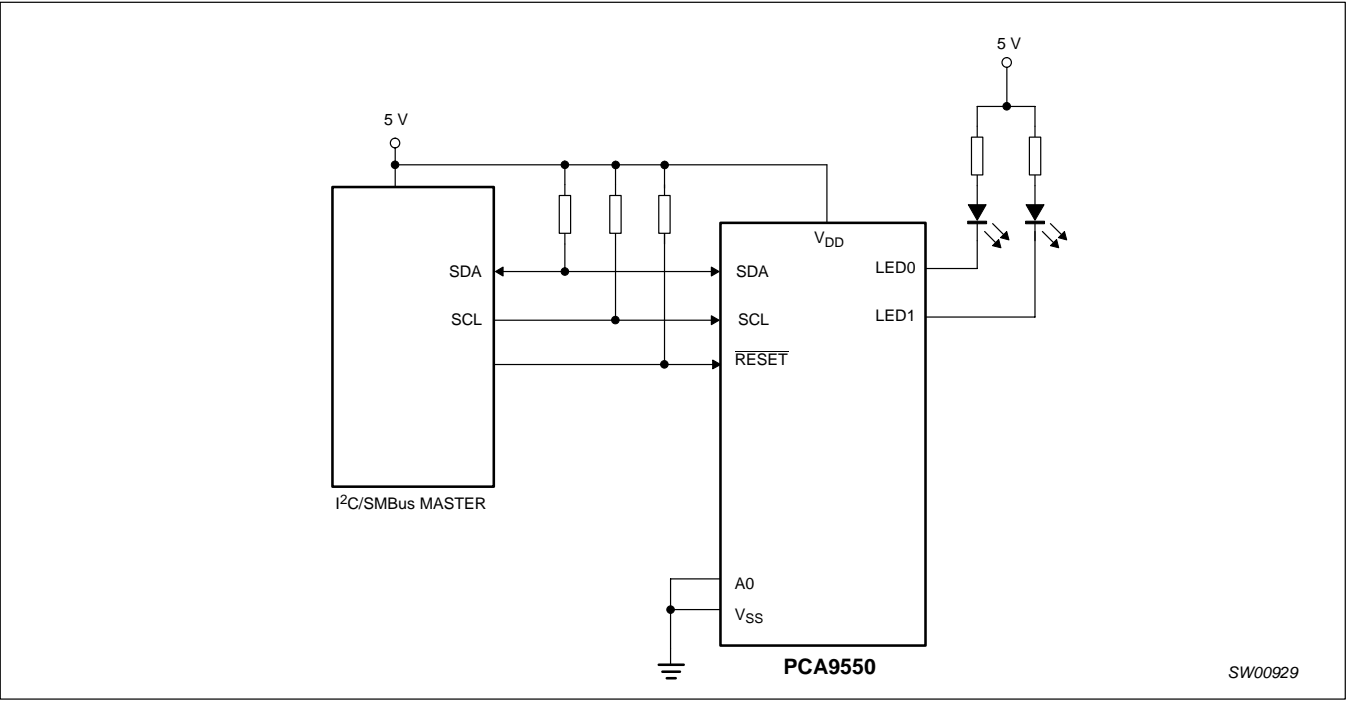 5 V
5 V
VDD
SDA
SDA
LED0
SCL
SCL
LED1
RESET
I2C/SMBus MASTER
A0
VSS
PCA9550
SW00929